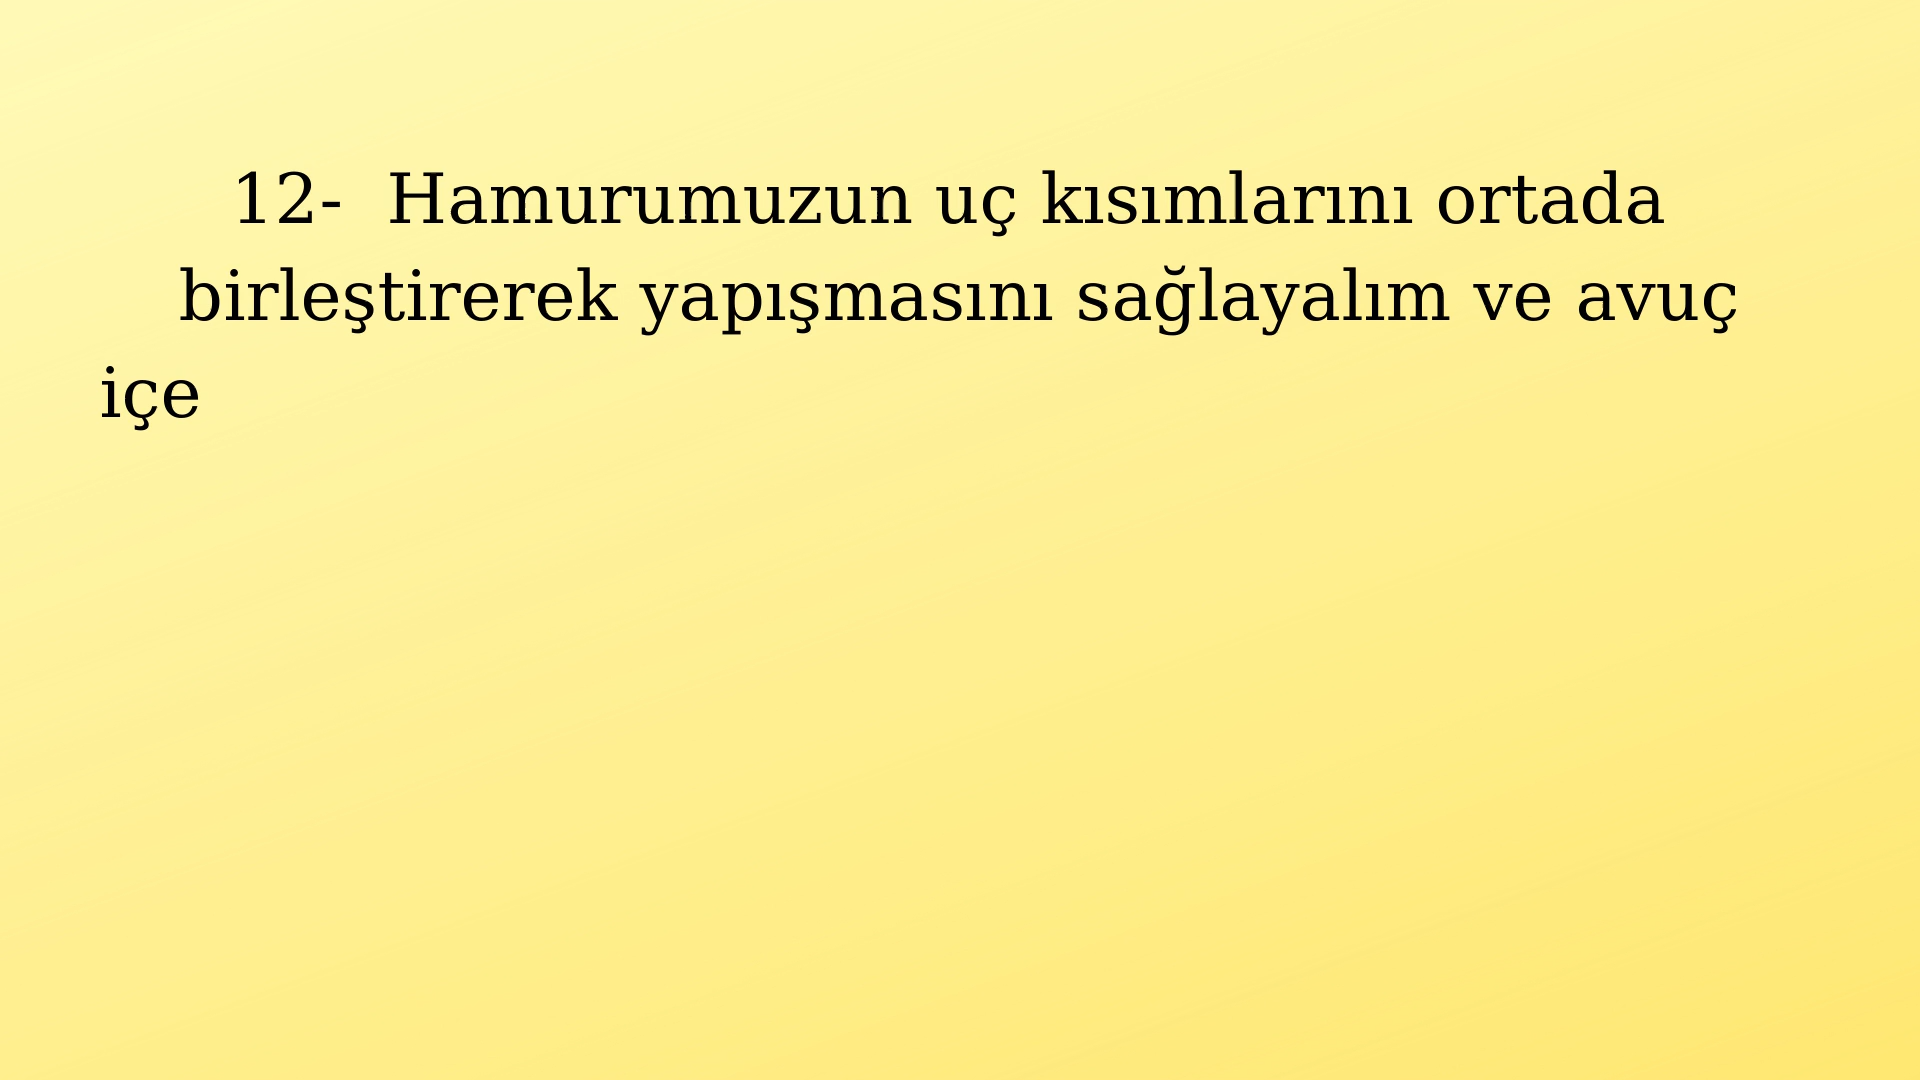 12-  Hamurumuzun uç kısımlarını ortada
birleştirerek yapışmasını sağlayalım ve avuç
içe